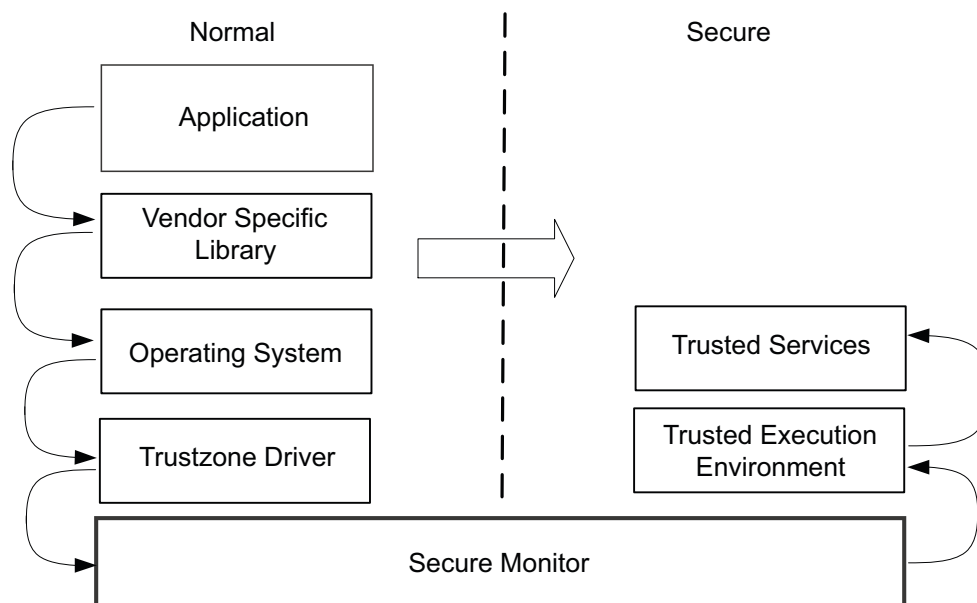 Normal
Secure
Application
Vendor Specific
Library
Operating System
Trusted Services
Trustzone Driver
Trusted Execution
Environment
Secure Monitor